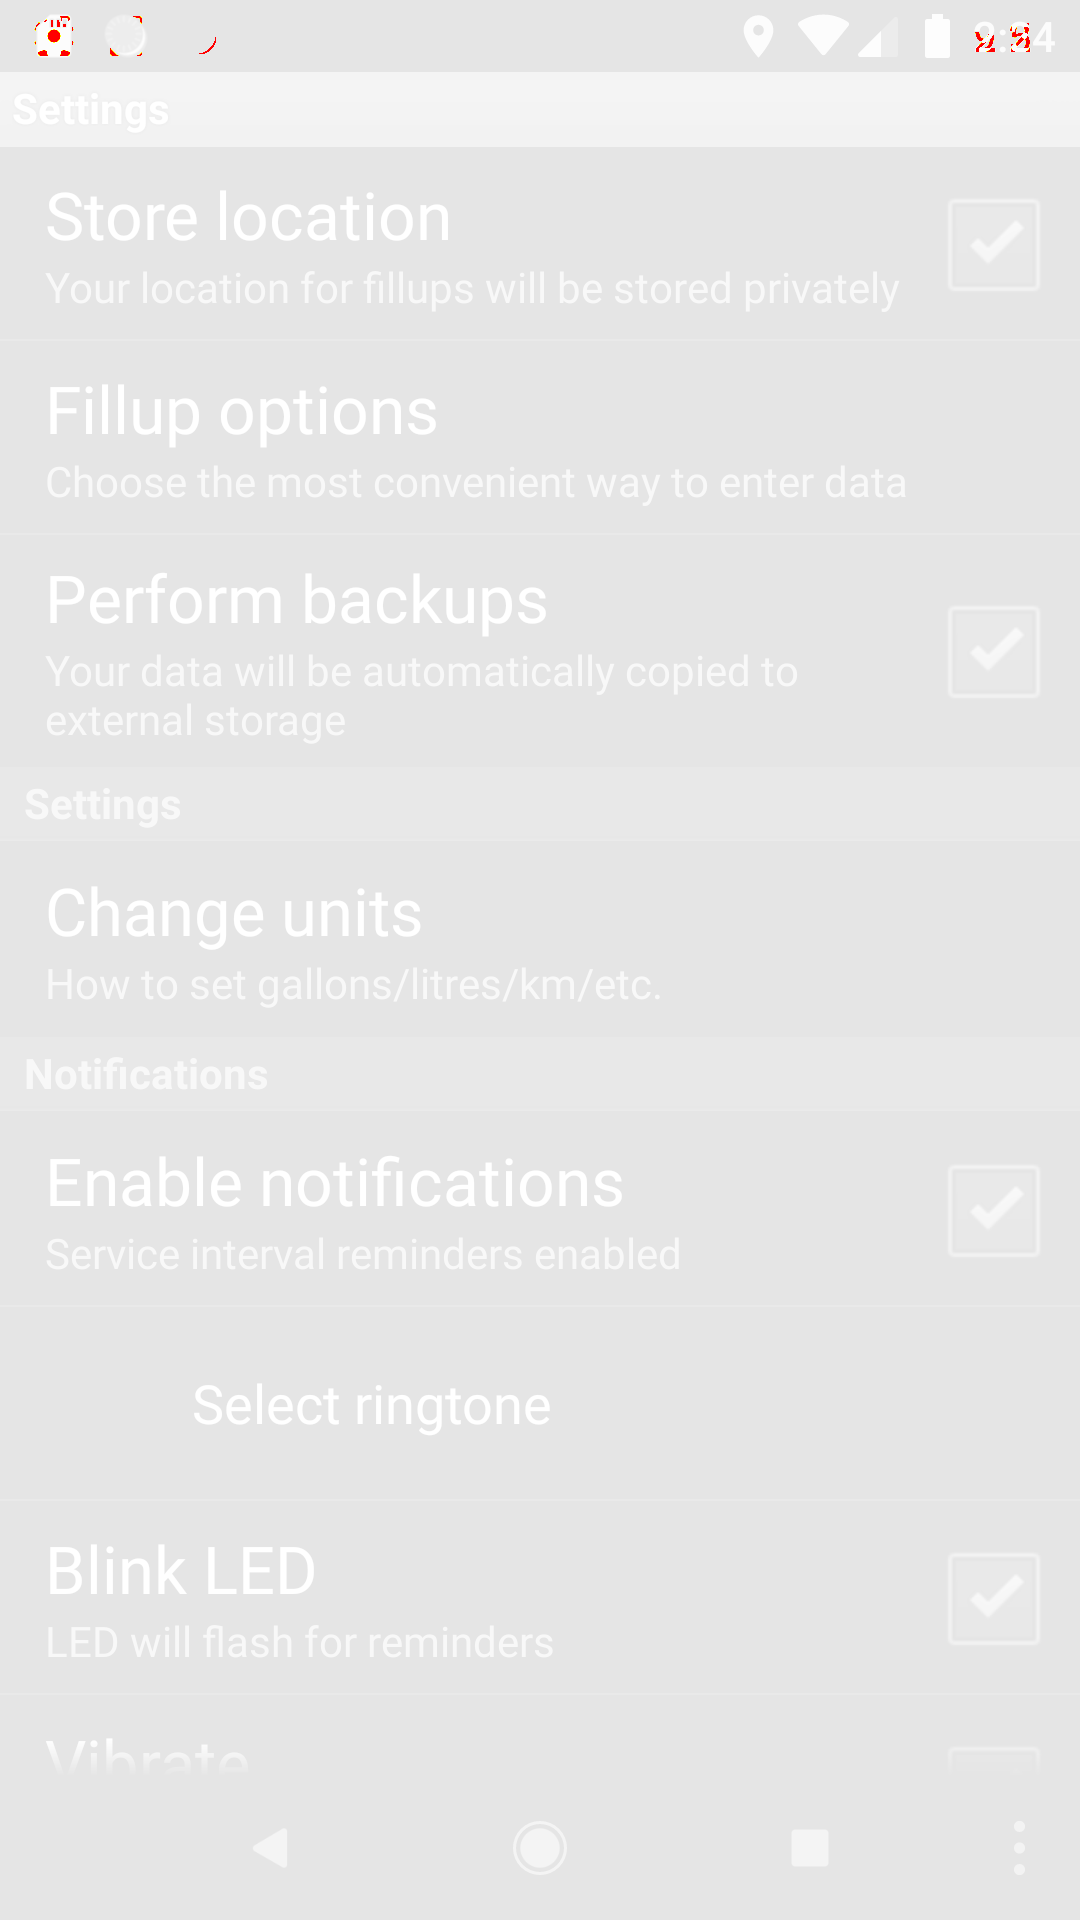 Settings
Store location
Your location for fillups will be stored privately
Fillup options
Choose the most convenient way to enter data
Perform backups
Your data will be automatically copied to
external storage
Settings
Change units
How to set gallons/litres/km/etc.
Notifications
Enable notifications
Service interval reminders enabled
Select ringtone
Blink LED
LED will flash for reminders
Vibrate